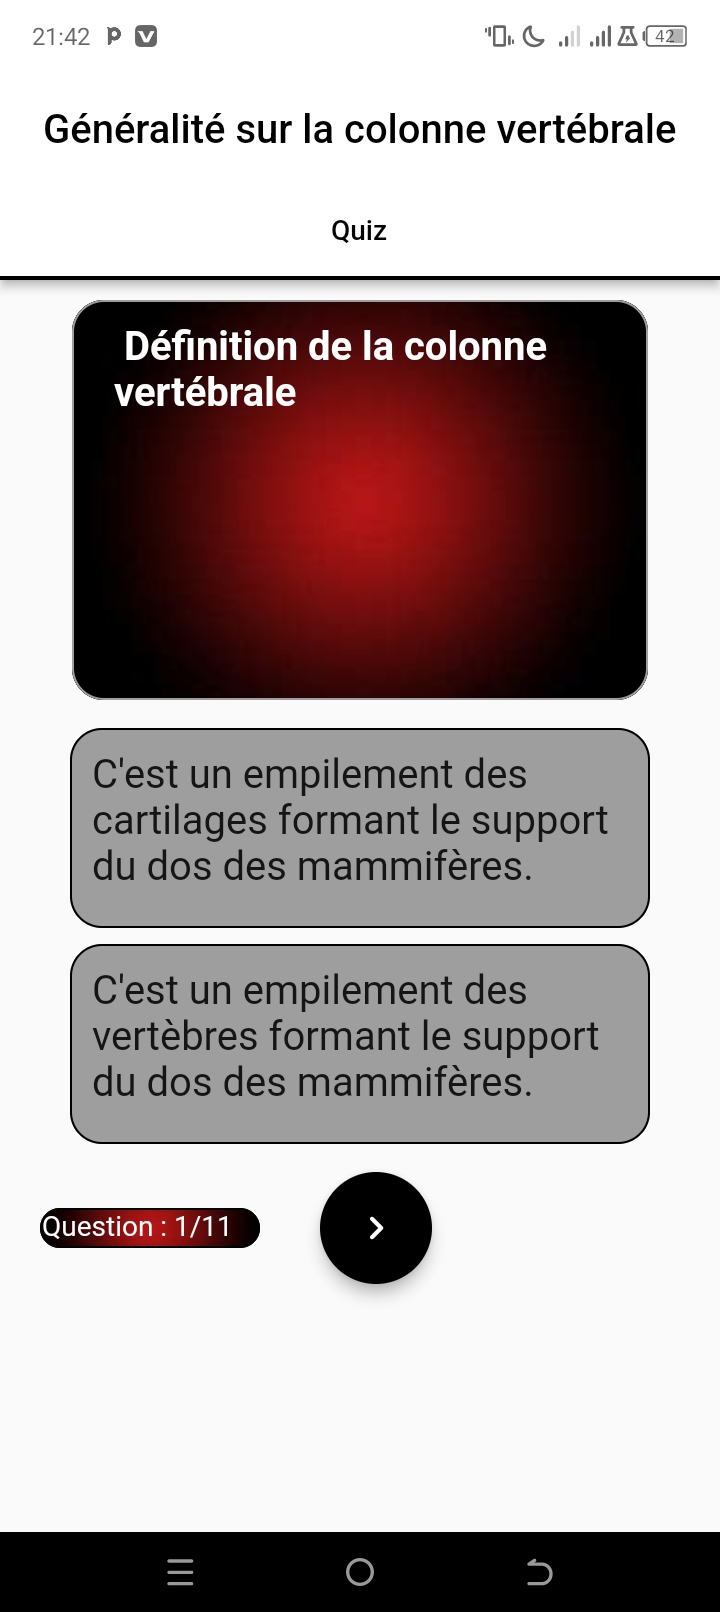 21:42
42
Généralité sur la colonne vertébrale
Quiz
Définition de la colonne
vertébrale
C'est un empilement des
cartilages formant le support
du dos des mammifères.
C'est un empilement des
vertèbres formant le support
du dos des mammifères.
Question : 1/11